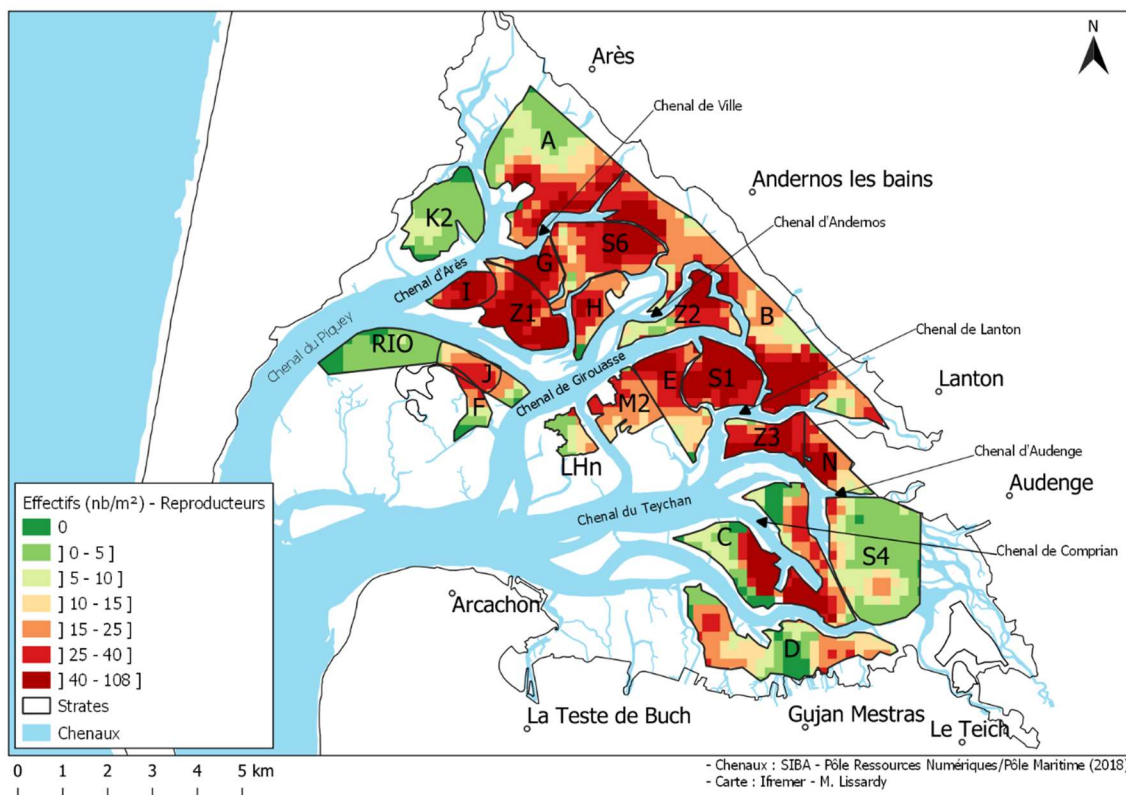 N
Arès
Chenal de Ville
A
Andernos les bains
K2
Chenal d'Andernos
S6
G
Chenal d'Arès
I
Z1
H
Z2
B
Chenal de Lanton
Chenal du Piquey
RIO
J
Chenal de Girouasse
E
S1
Lanton
F
M2
Z3
Chenal d'Audenge
LHn
N
Audenge
Chenal du Teychan
C
S4
Chenal de Comprian
Arcachon
D
La Teste de Buch
Gujan Mestras
Le Teich
Effectifs (nb/m²) - Reproducteurs
0
] 0 - 5 ]
] 5 - 10 ]
] 10 - 15 ]
] 15 - 25 ]
] 25 - 40 ]
] 40 - 108 ]
Strates
Chenaux
0 1 2 3 4 5 km
- Chenaux : SIBA - Pôle Ressources Numériques/Pôle Maritime (2018)
- Carte : Ifremer - M. Lissardy